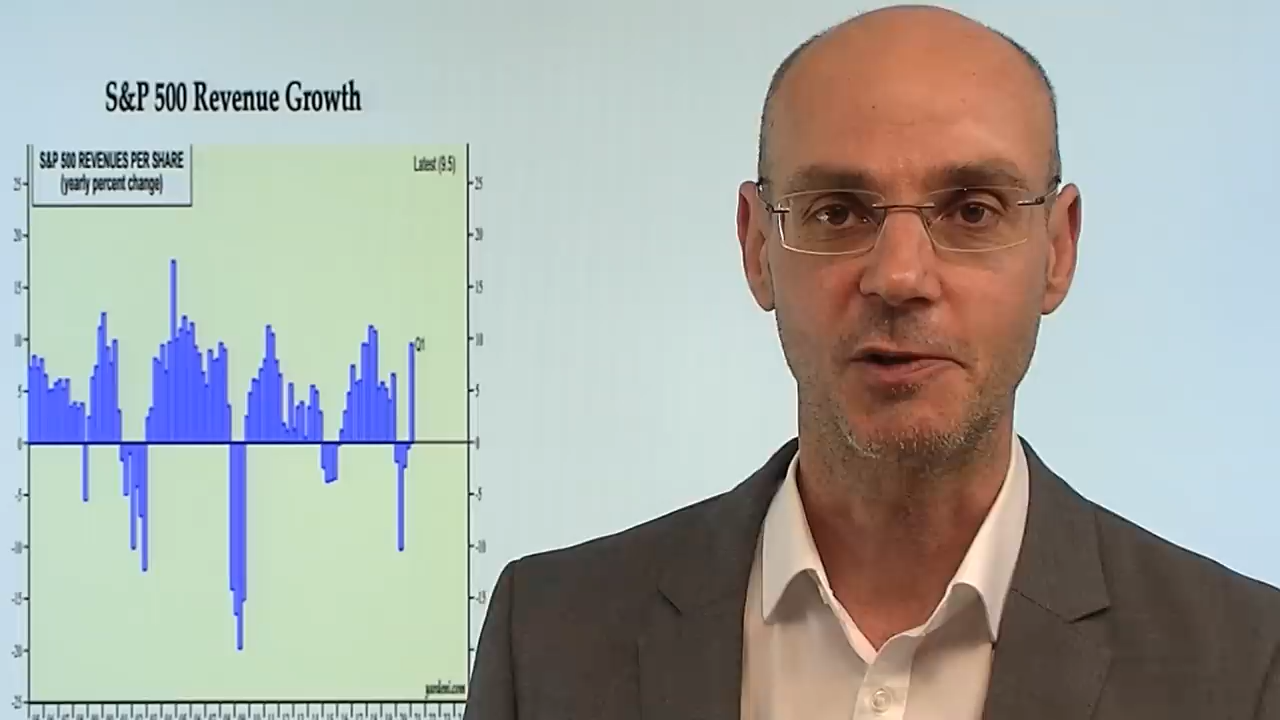 S&P 500 Revenue Growth
S&P 500 REVENUES PER SHARE
(yearly percent change)
Latest (9.5)
25 25
20 20
15 15
10 10
Q1
5 5
0 0
-5 -5
-10 -10
-15 -15
-20
-25
yardeni.com